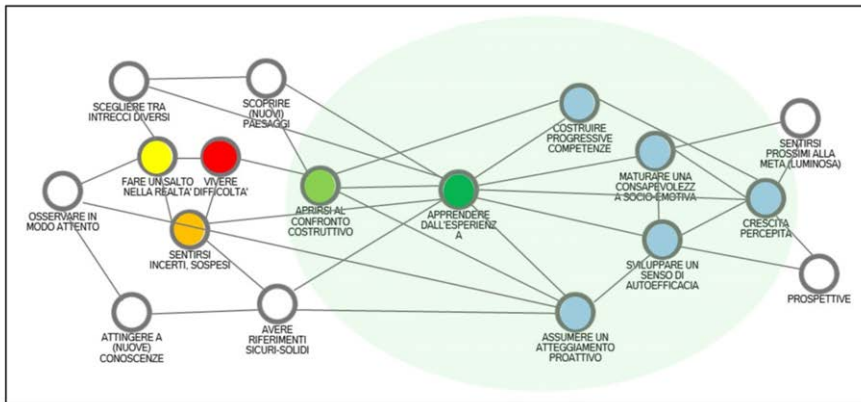 SCEGLIERE TRA
INTRECCI DIVERSI
SCOPRIRE
(NUOVI)
PAESAGGI
COSTRUIRE
PROGRESSIVE
COMPETENZE
SENTIRSI
PROSSIMI ALLA
META (LUMINOSA)
FARE UN SALTO
NELLA REALTA'
VIVERE
DIFFICOLTA'
MATURARE UNA
CONSAPEVOLEZZ
A SOCIO-EMOTIVA
OSSERVARE IN
MODO ATTENTO
APRIRSI AL
CONFRONTO
COSTRUTTIVO
APPRENDERE
DALL'ESPERIENZ
A
CRESCITA
PERCEPITA
SENTIRSI
INCERTI, SOSPESI
SVILUPPARE UN
SENSO DI
AUTOEFFICACIA
PROSPETTIVE
ATTINGERE A
(NUOVE)
CONOSCENZE
AVERE
RIFERIMENTI
SICURI-SOLIDI
ASSUMERE UN
ATTEGGIAMENTO
PROATTIVO